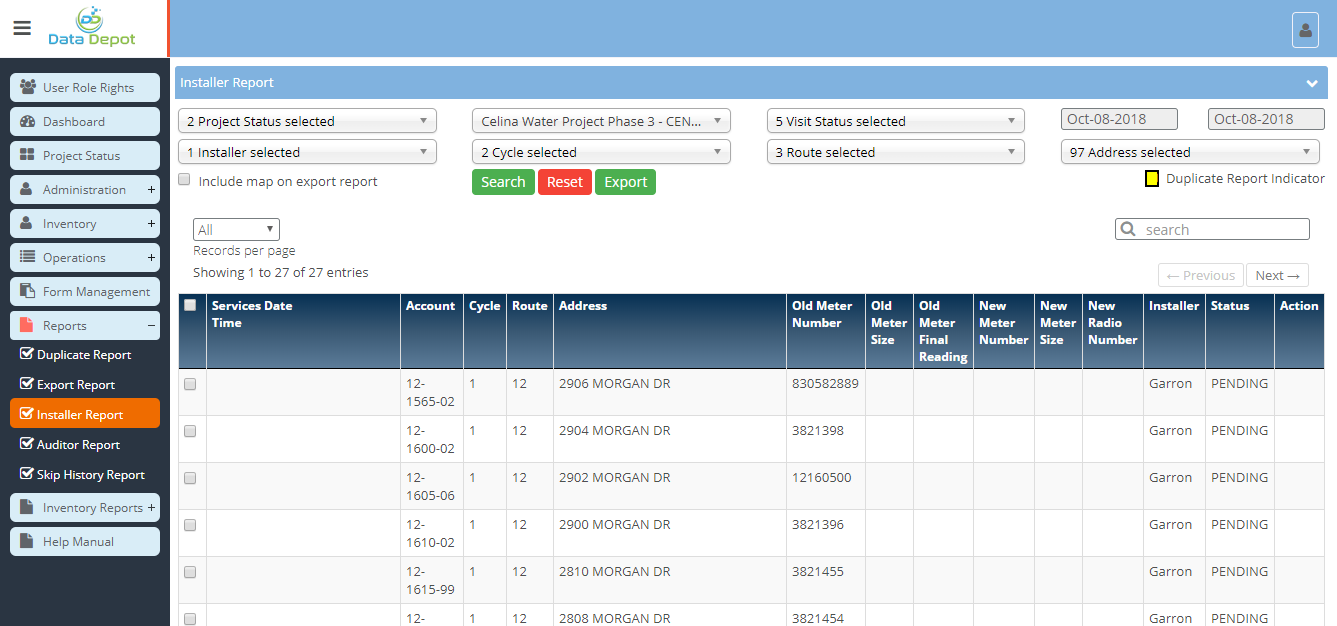 Data Depot
User Role Rights
Dashboard
Project Status
Administration +
Inventory +
Operations +
Form Management
Reports −
Duplicate Report
Export Report
Installer Report
Auditor Report
Skip History Report
Inventory Reports +
Help Manual
Installer Report
2 Project Status selected
Celina Water Project Phase 3 - CEN...
5 Visit Status selected
Oct-08-2018
Oct-08-2018
1 Installer selected
2 Cycle selected
3 Route selected
97 Address selected
Include map on export report
Search Reset Export
Duplicate Report Indicator
All
Records per page
Showing 1 to 27 of 27 entries
search
← Previous Next →
Services Date
Time
Account
Cycle
Route
Address
Old Meter
Number
Old
Meter
Size
Old
Meter
Final
Reading
New
Meter
Number
New
Meter
Size
New
Radio
Number
Installer
Status
Action
12-
1565-02
1 12 2906 MORGAN DR 830582889 Garron PENDING
12-
1600-02
1 12 2904 MORGAN DR 3821398 Garron PENDING
12-
1605-06
1 12 2902 MORGAN DR 12160500 Garron PENDING
12-
1610-02
1 12 2900 MORGAN DR 3821396 Garron PENDING
12-
1615-99
1 12 2810 MORGAN DR 3821455 Garron PENDING
12- 1 12 2808 MORGAN DR 3821454 Garron PENDING